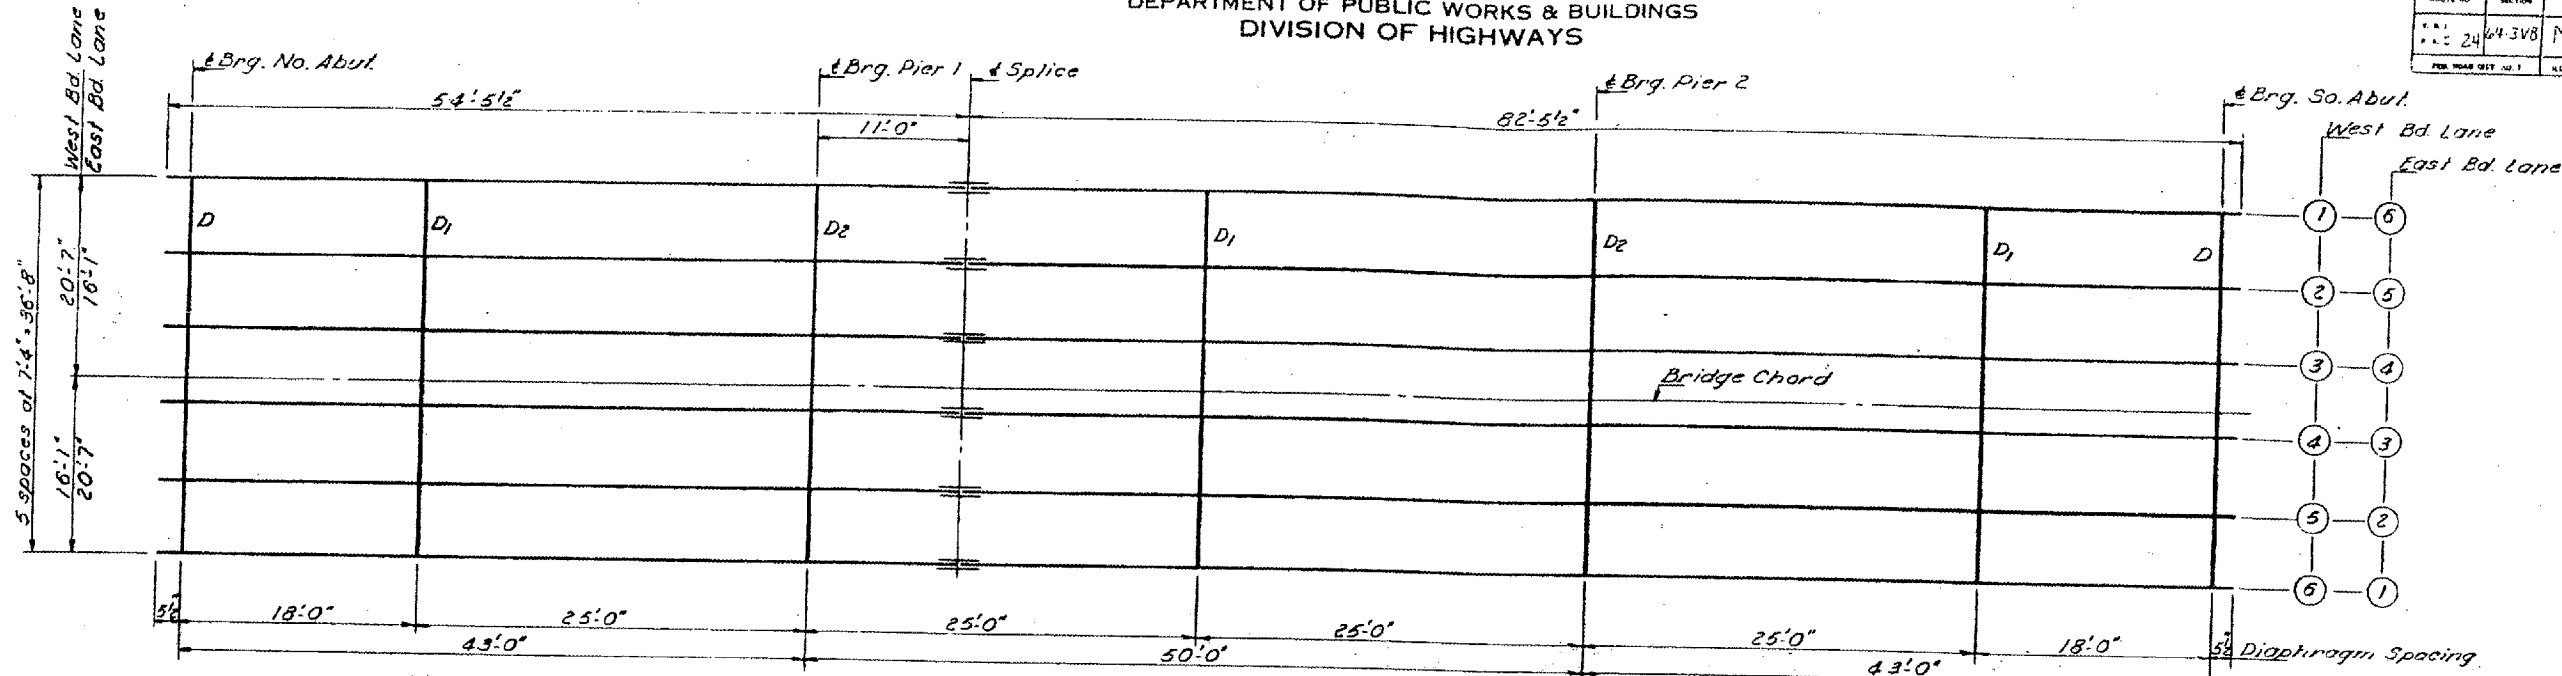 DEPARTMENT OF PUBLIC WORKS & BUILDINGS
DIVISION OF HIGHWAYS
24 64-3VB
West Bd. Lane
East Bd. Lane
℄ Brg. No. Abut.
℄ Brg. Pier 1
℄ Splice
℄ Brg. Pier 2
℄ Brg. So. Abut.
54'-5½"
11'-0"
82'-5½"
West Bd. Lane
East Bd. Lane
D
D1
D2
D1
D2
D1
D
1 6
2 5
3 4
4 3
5 2
6 1
5 spaces at 7'-4" = 36'-8"
20'-7"
16'-1"
16'-1"
20'-7"
Bridge Chord
5½"
18'-0"
25'-0"
25'-0"
25'-0"
25'-0"
18'-0"
5½"
Diaphragm Spacing
43'-0"
50'-0"
43'-0"